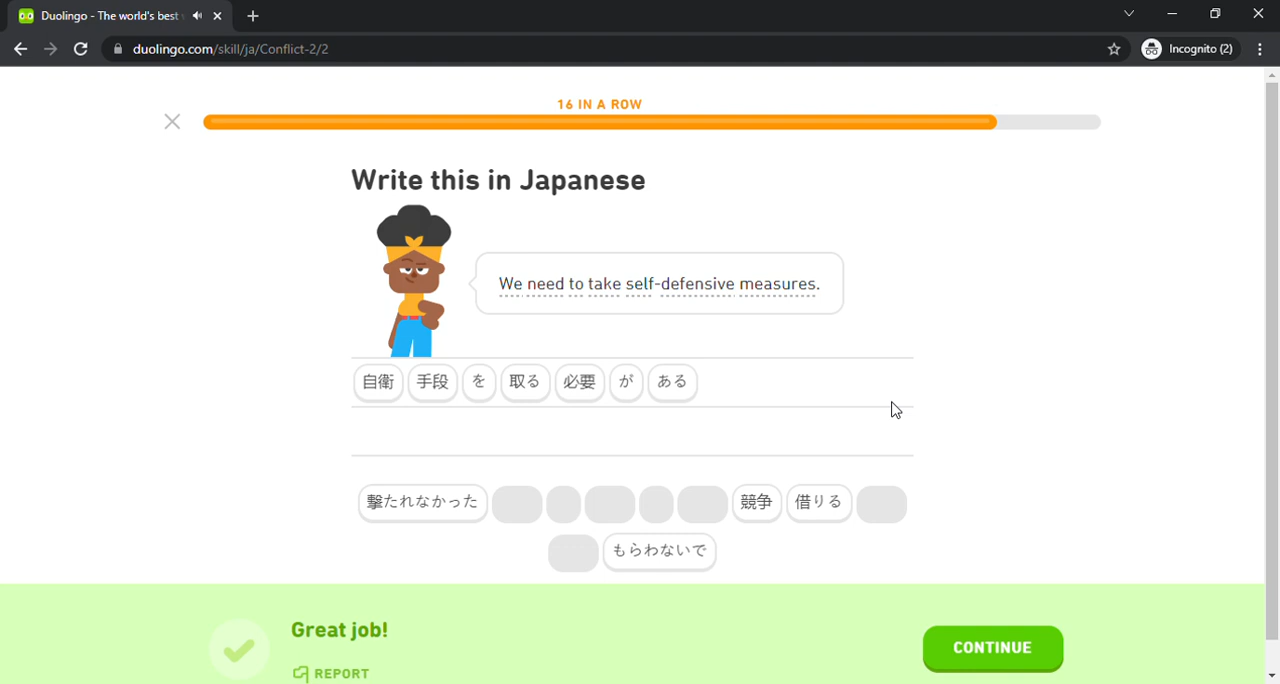 Duolingo - The world's best
duolingo.com/skill/ja/Conflict-2/2
Incognito (2)
16 IN A ROW
Write this in Japanese
We need to take self-defensive measures.
自衛 手段 を 取る 必要 が ある
撃たれなかった 競争 借りる
もらわないで
Great job!
REPORT
CONTINUE